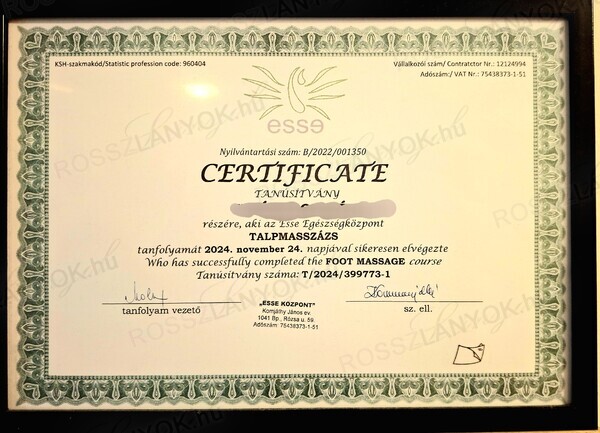 KSH-szakmakód/Statistic profession code: 960404
Vállalkozói szám/ Contratctor Nr.: 12124994
Adószám:/ VAT Nr.: 75438373-1-51
esse
Nyilvántartási szám: B/2022/001350
CERTIFICATE
TANÚSÍTVÁNY
részére, aki az Esse Egészségközpont
TALPMASSZÁZS
tanfolyamát 2024. november 24. napjával sikeresen elvégezte
Who has successfully completed the FOOT MASSAGE course
Tanúsítvány száma: T/2024/399773-1
tanfolyam vezető
„ESSE KÖZPONT"
Komjáthy János ev.
1041 Bp., Rózsa u. 59.
Adószám: 75438373-1-51
sz. ell.
ROSSZLANYOK.hu